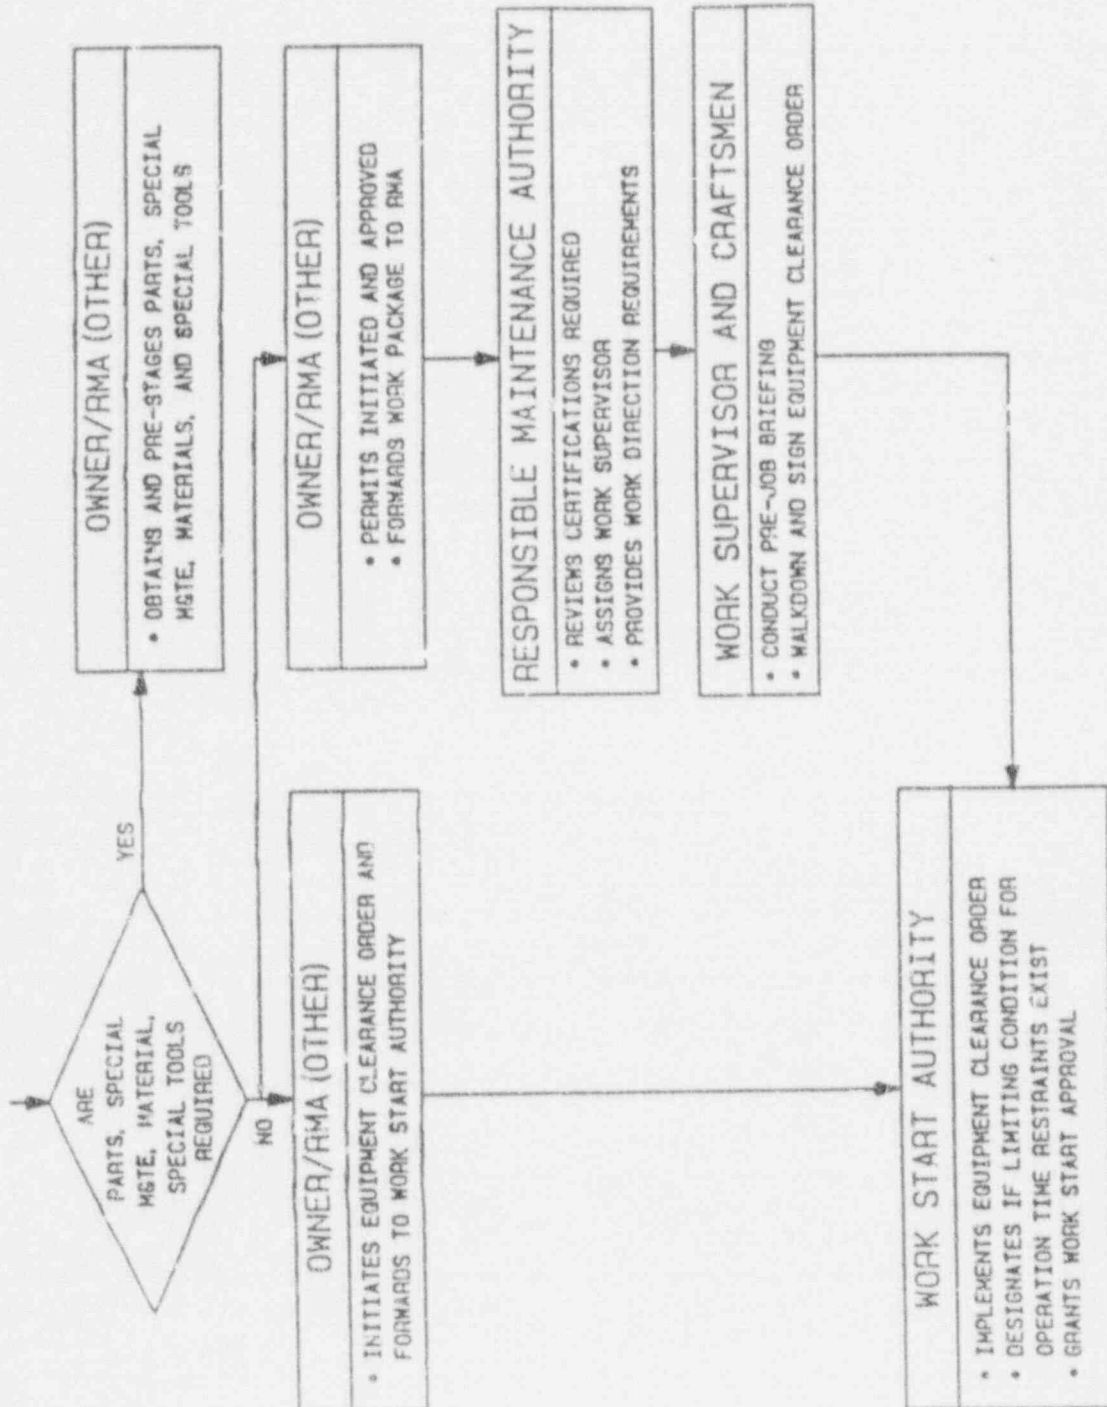 ARE
PARTS, SPECIAL
M&TE, MATERIAL,
SPECIAL TOOLS
REQUIRED
YES
NO
OWNER/RMA (OTHER)
• OBTAINS AND PRE-STAGES PARTS, SPECIAL
M&TE, MATERIALS, AND SPECIAL TOOLS
OWNER/RMA (OTHER)
• INITIATES EQUIPMENT CLEARANCE ORDER AND
FORWARDS TO WORK START AUTHORITY
OWNER/RMA (OTHER)
• PERMITS INITIATED AND APPROVED
• FORWARDS WORK PACKAGE TO RMA
RESPONSIBLE MAINTENANCE AUTHORITY
• REVIEWS CERTIFICATIONS REQUIRED
• ASSIGNS WORK SUPERVISOR
• PROVIDES WORK DIRECTION REQUIREMENTS
WORK SUPERVISOR AND CRAFTSMEN
• CONDUCT PRE-JOB BRIEFING
• WALKDOWN AND SIGN EQUIPMENT CLEARANCE ORDER
WORK START AUTHORITY
• IMPLEMENTS EQUIPMENT CLEARANCE ORDER
• DESIGNATES IF LIMITING CONDITION FOR
OPERATION TIME RESTRAINTS EXIST
• GRANTS WORK START APPROVAL